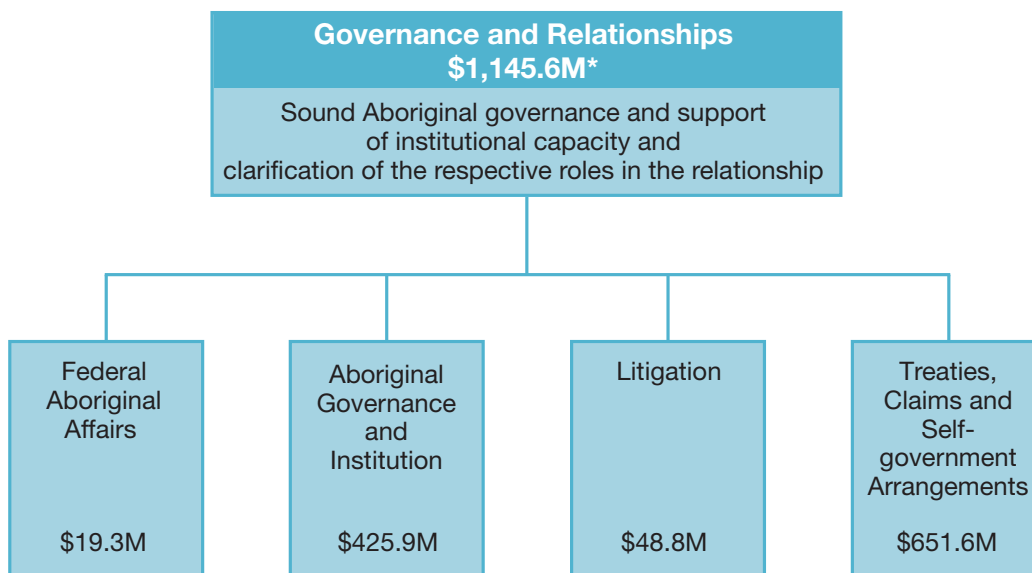 Governance and Relationships
$1,145.6M*
Sound Aboriginal governance and support
of institutional capacity and
clarification of the respective roles in the relationship
Federal
Aboriginal
Affairs
$19.3M
Aboriginal
Governance
and
Institution
$425.9M
Litigation
$48.8M
Treaties,
Claims and
Self-
government
Arrangements
$651.6M